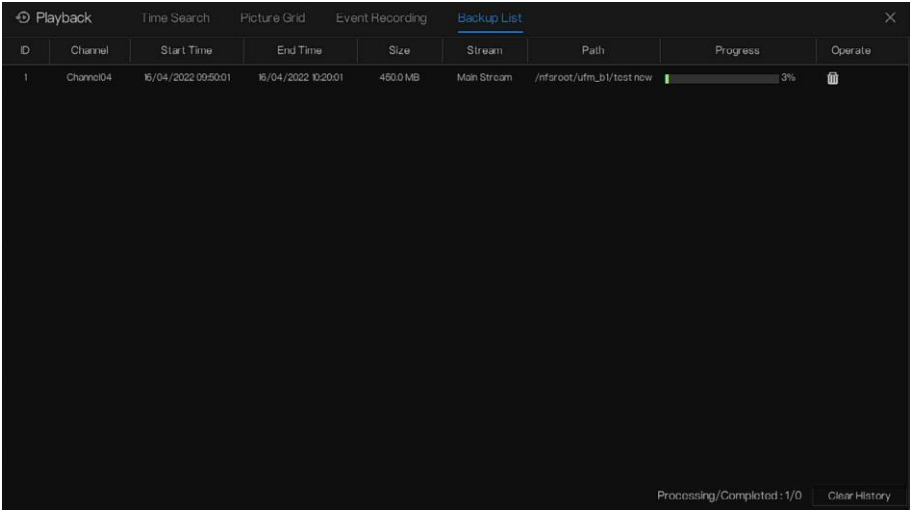 Playback Time Search Picture Grid Event Recording Backup List
ID Channel Start Time End Time Size Stream Path Progress Operate
1 Channel04 16/04/2022 09:50:01 16/04/2022 10:20:01 450.0 MB Main Stream /nfsroot/ufm_b1/test new 3%
Processing/Completed : 1/0 Clear History